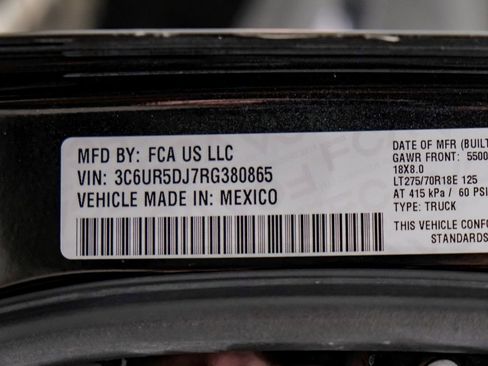 MFD BY: FCA US LLC
VIN: 3C6UR5DJ7RG380865
VEHICLE MADE IN: MEXICO
DATE OF MFR (BUILT
GAWR FRONT: 5500
18X8.0
LT275/70R18E 125
AT 415 kPa / 60 PSI
TYPE: TRUCK
THIS VEHICLE CONFO
STANDARDS